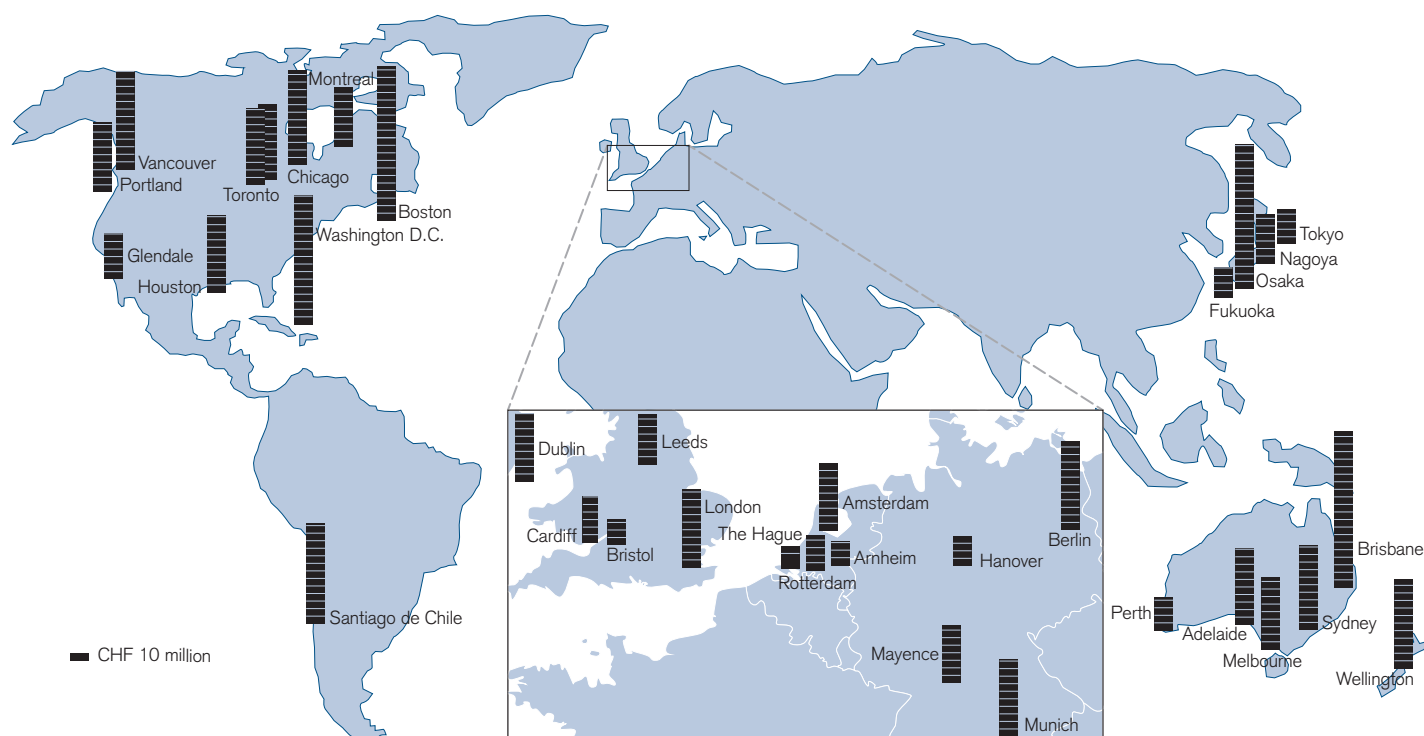 Montreal
Vancouver
Portland
Toronto
Chicago
Boston
Washington D.C.
Glendale
Houston
Tokyo
Nagoya
Osaka
Fukuoka
Dublin
Leeds
London
Amsterdam
Cardiff
Bristol
The Hague
Rotterdam
Arnheim
Hanover
Berlin
Mayence
Munich
Santiago de Chile
CHF 10 million
Brisbane
Perth
Adelaide
Sydney
Melbourne
Wellington